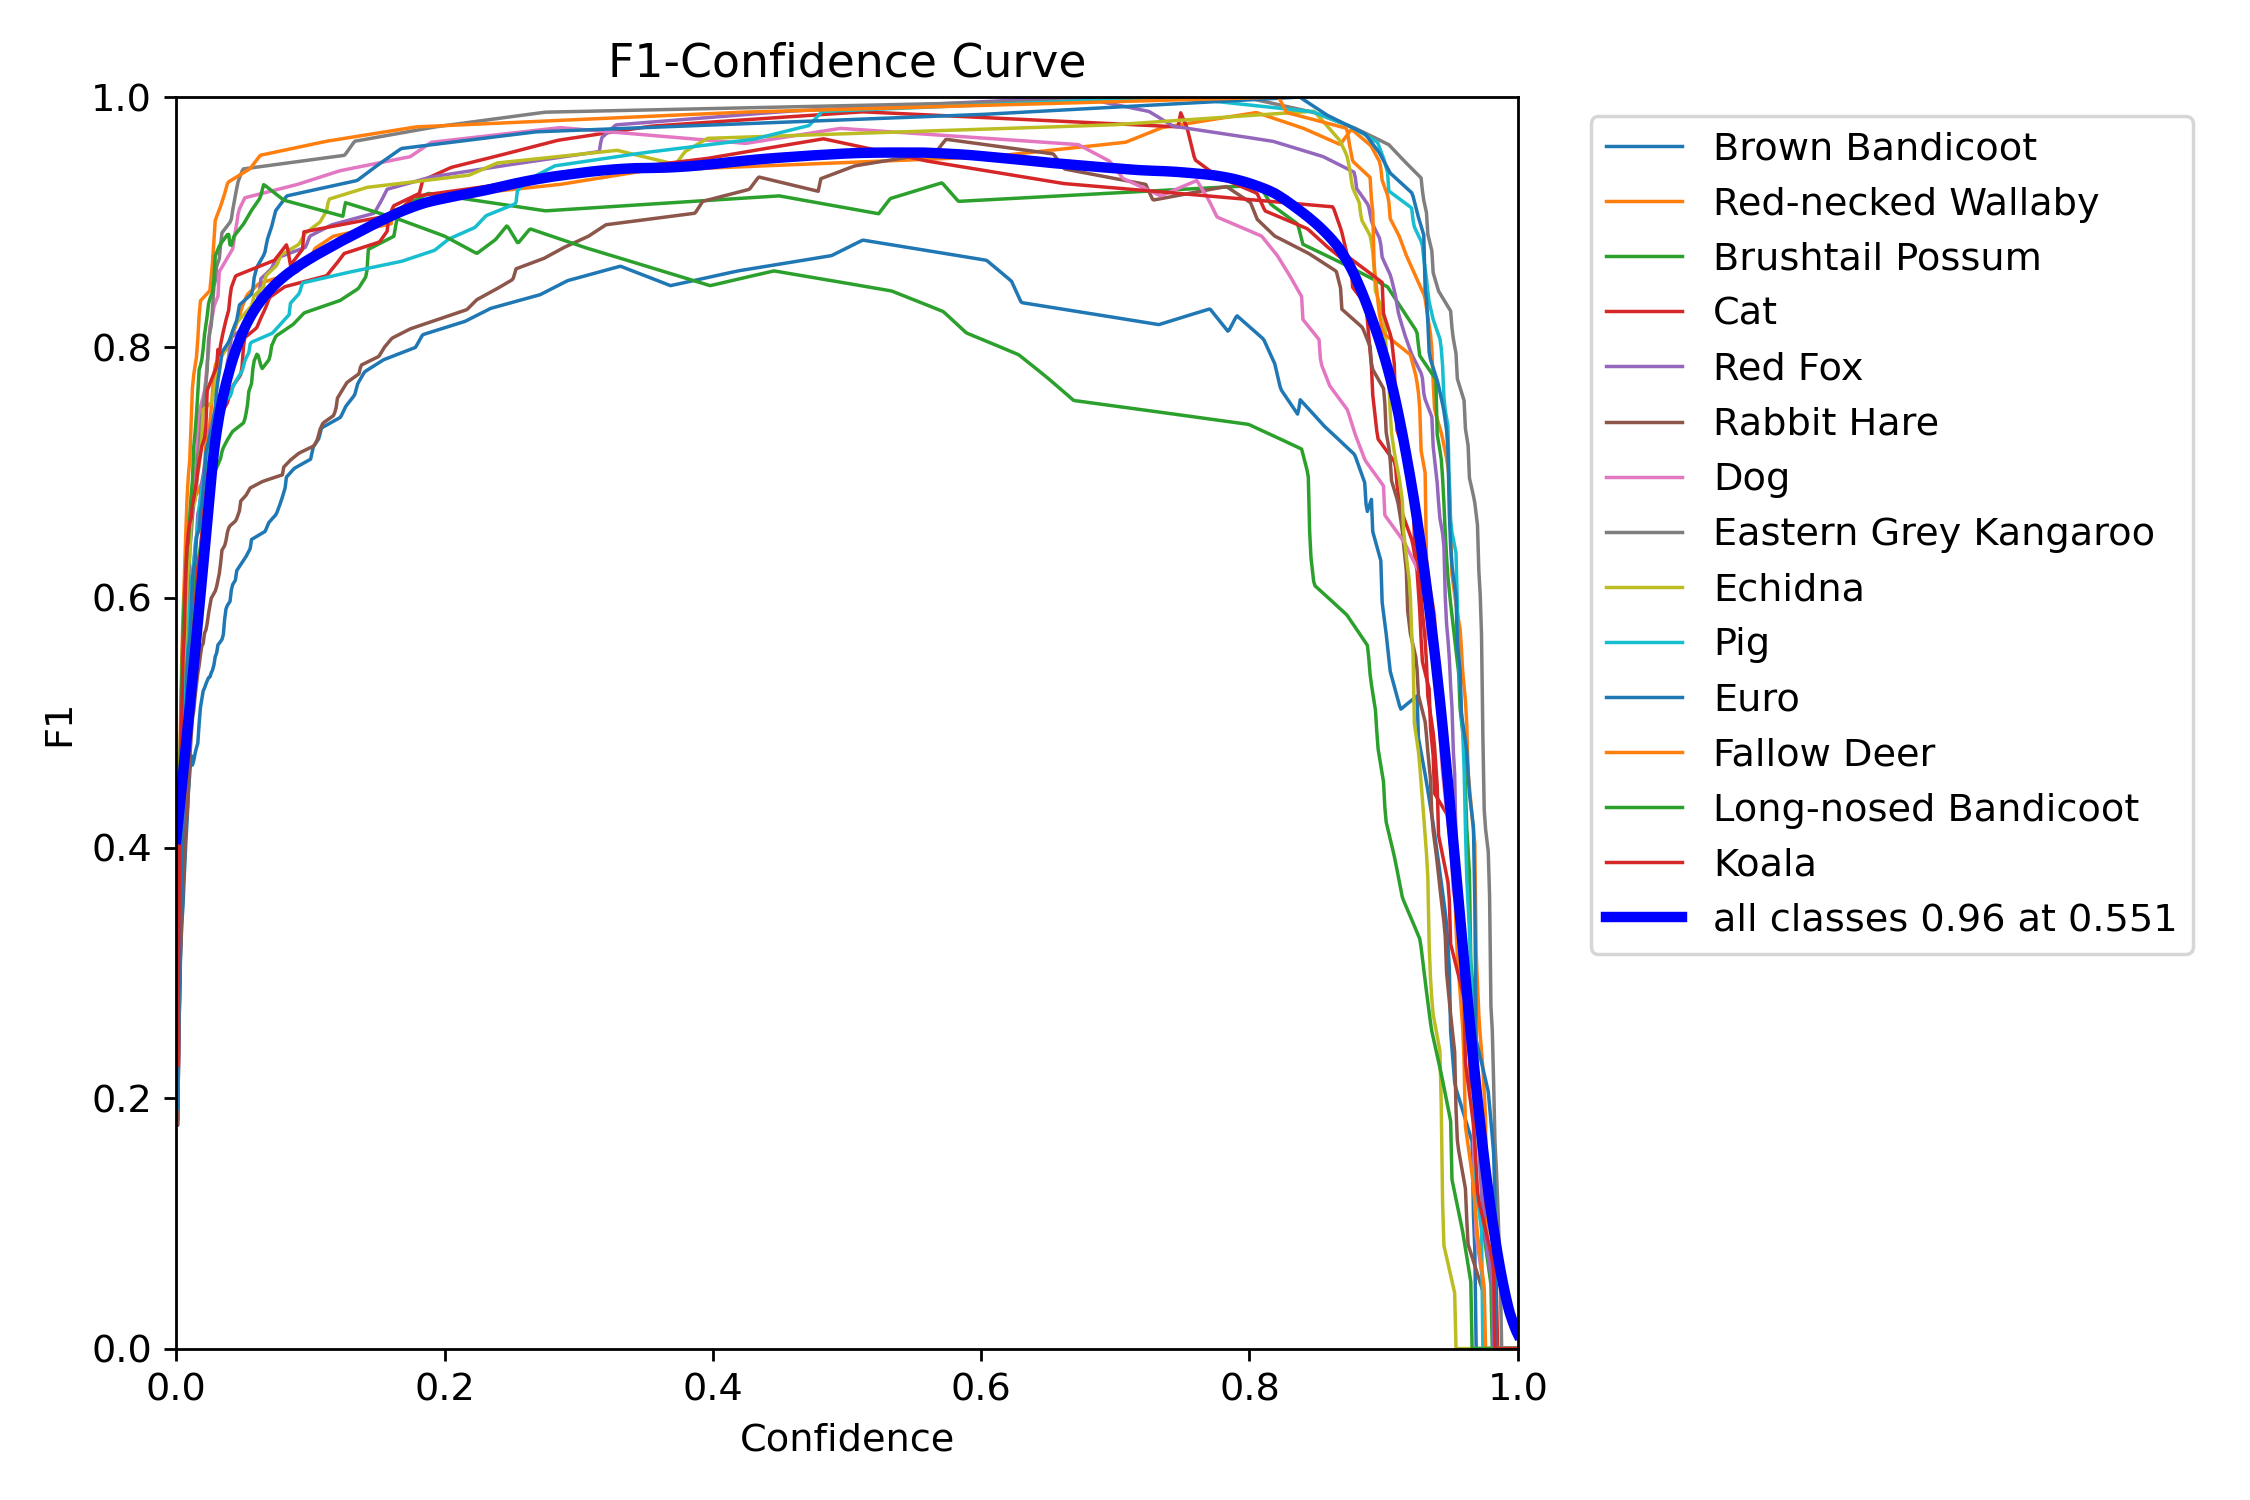 F1-Confidence Curve
1.0
0.8
0.6
0.4
0.2
0.0
F1
0.0 0.2 0.4 0.6 0.8 1.0
Confidence
Brown Bandicoot
Red-necked Wallaby
Brushtail Possum
Cat
Red Fox
Rabbit Hare
Dog
Eastern Grey Kangaroo
Echidna
Pig
Euro
Fallow Deer
Long-nosed Bandicoot
Koala
all classes 0.96 at 0.551